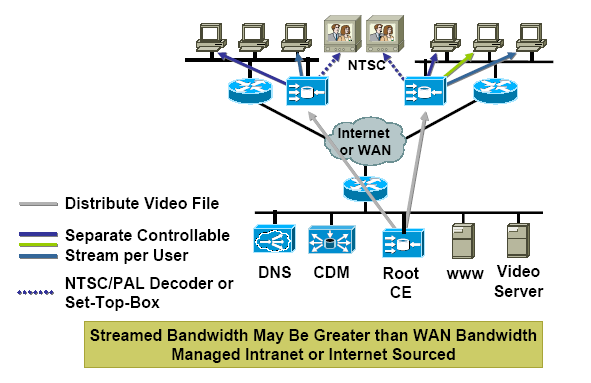 NTSC
Internet
or WAN
Distribute Video File
Separate Controllable
Stream per User
NTSC/PAL Decoder or
Set-Top-Box
DNS
CDM
Root
CE
www
Video
Server
Streamed Bandwidth May Be Greater than WAN Bandwidth
Managed Intranet or Internet Sourced